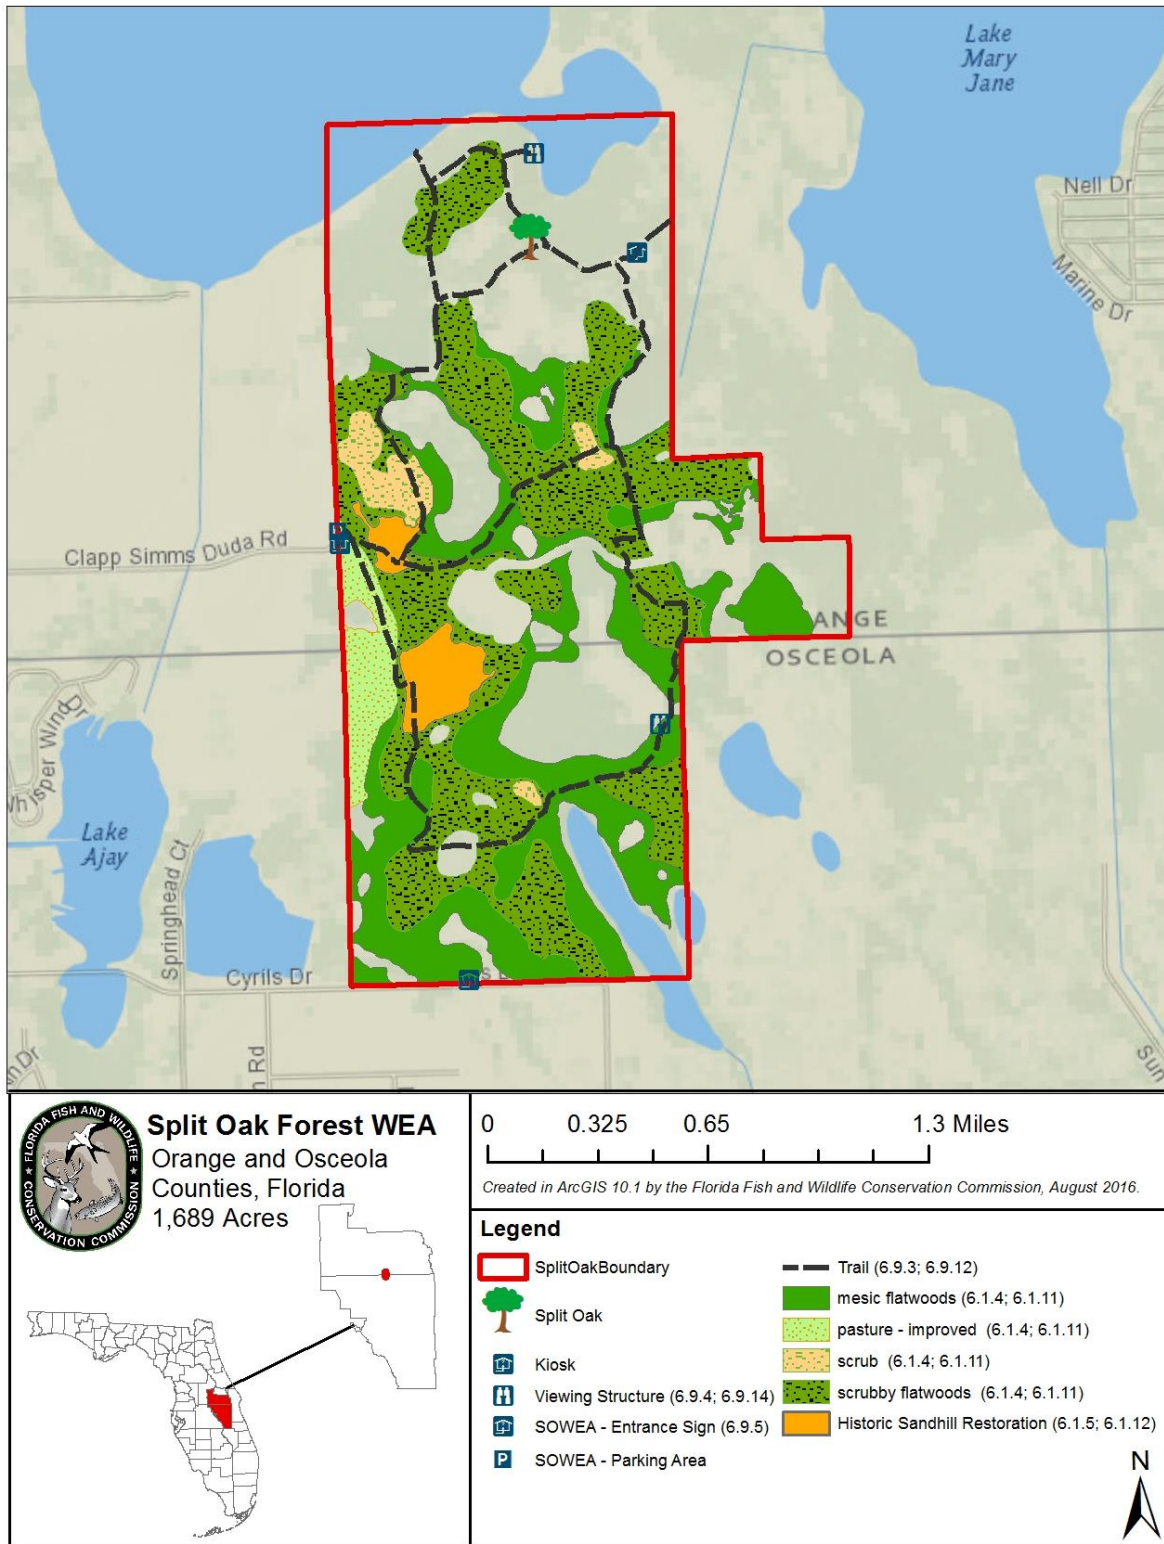 Lake
Mary
Jane
Nell Dr
Marine Dr
Clapp Simms Duda Rd
ANGE
OSCEOLA
Whisper Wind Dr
Lake
Ajay
Springhead Ct
Cyrils Dr
n Rd
Sun
FLORIDA FISH AND WILDLIFE
CONSERVATION COMMISSION
Split Oak Forest WEA
Orange and Osceola
Counties, Florida
1,689 Acres
0 0.325 0.65 1.3 Miles
Created in ArcGIS 10.1 by the Florida Fish and Wildlife Conservation Commission, August 2016.
Legend
SplitOakBoundary
Split Oak
Kiosk
Viewing Structure (6.9.4; 6.9.14)
SOWEA - Entrance Sign (6.9.5)
P SOWEA - Parking Area
Trail (6.9.3; 6.9.12)
mesic flatwoods (6.1.4; 6.1.11)
pasture - improved (6.1.4; 6.1.11)
scrub (6.1.4; 6.1.11)
scrubby flatwoods (6.1.4; 6.1.11)
Historic Sandhill Restoration (6.1.5; 6.1.12)
N